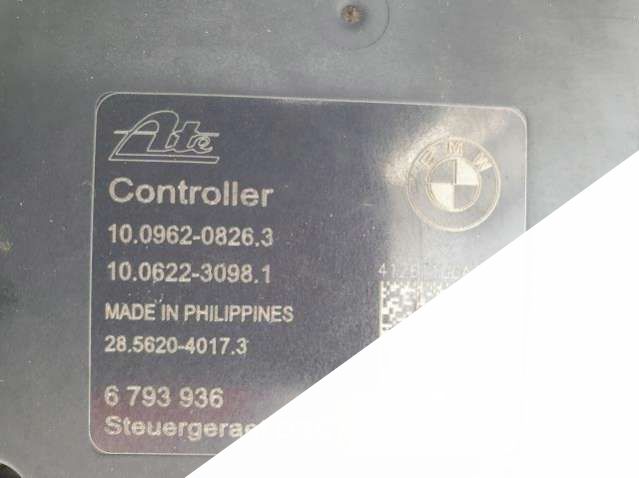 Ate
BMW
Controller
10.0962-0826.3
10.0622-3098.1
MADE IN PHILIPPINES
28.5620-4017.3
6 793 936